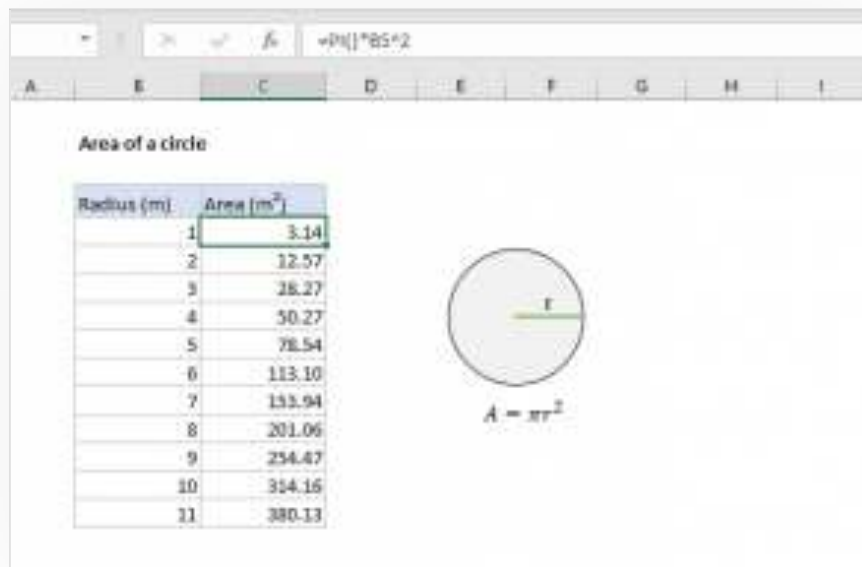 fx =PI()*B5^2
A B C D E F G H I
Area of a circle
Radius (m) Area (m²)
1 3.14
2 12.57
3 28.27
4 50.27
5 78.54
6 113.10
7 153.94
8 201.06
9 254.47
10 314.16
11 380.13
r
A = πr²